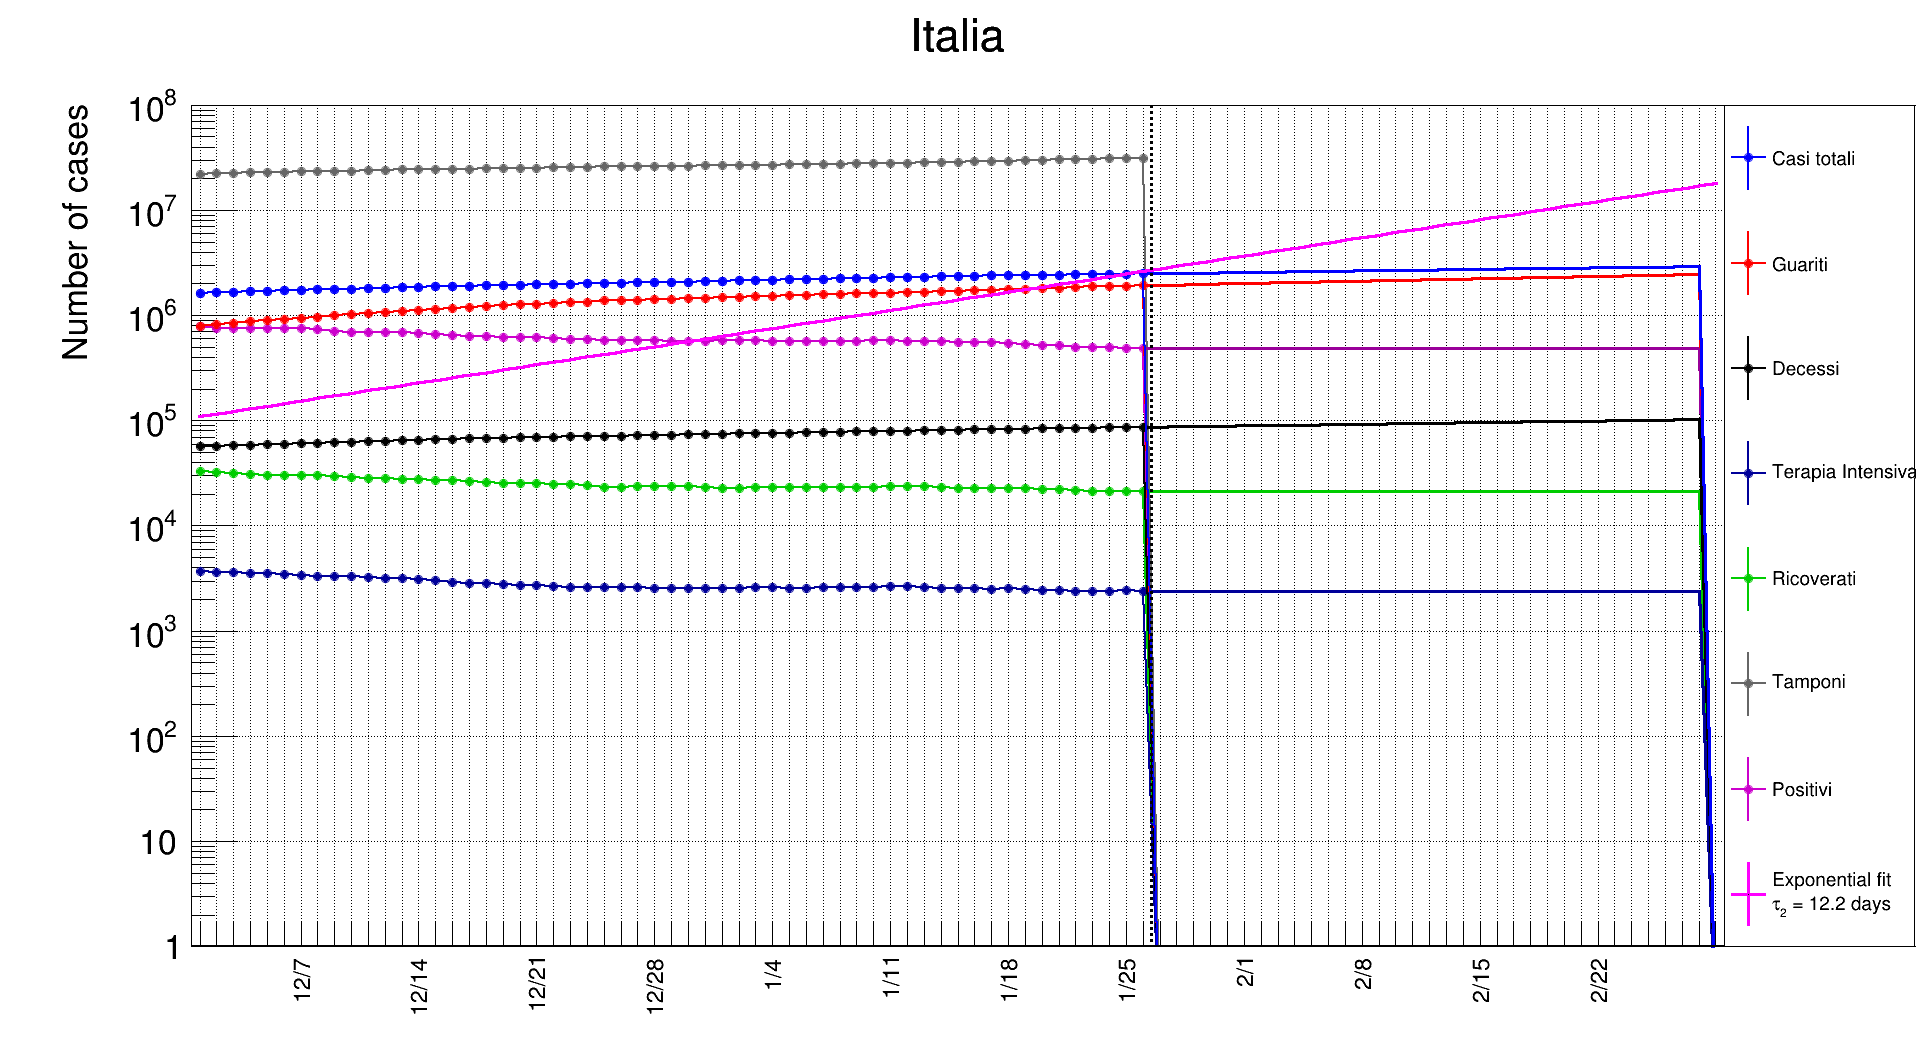 Italia
Number of cases
10^8
10^7
10^6
10^5
10^4
10^3
10^2
10
1
12/7
12/14
12/21
12/28
1/4
1/11
1/18
1/25
2/1
2/8
2/15
2/22
Casi totali
Guariti
Decessi
Terapia Intensiva
Ricoverati
Tamponi
Positivi
Exponential fit
τ_2 = 12.2 days